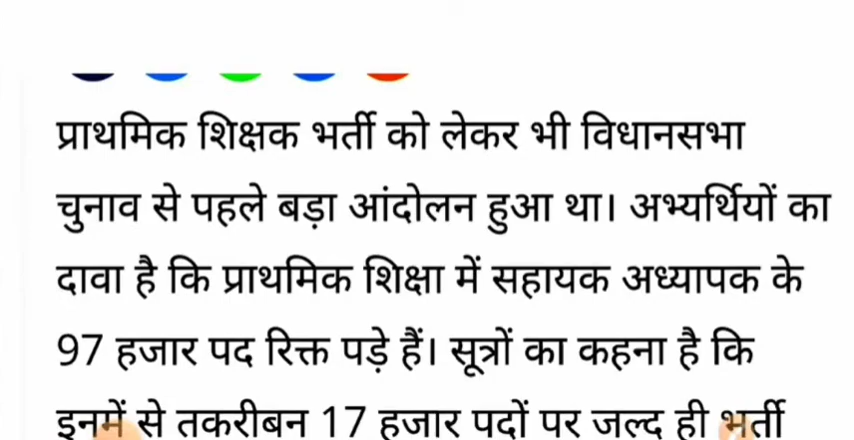 प्राथमिक शिक्षक भर्ती को लेकर भी विधानसभा
चुनाव से पहले बड़ा आंदोलन हुआ था। अभ्यर्थियों का
दावा है कि प्राथमिक शिक्षा में सहायक अध्यापक के
97 हजार पद रिक्त पड़े हैं। सूत्रों का कहना है कि
इनमें से तकरीबन 17 हजार पदों पर जल्द ही भर्ती